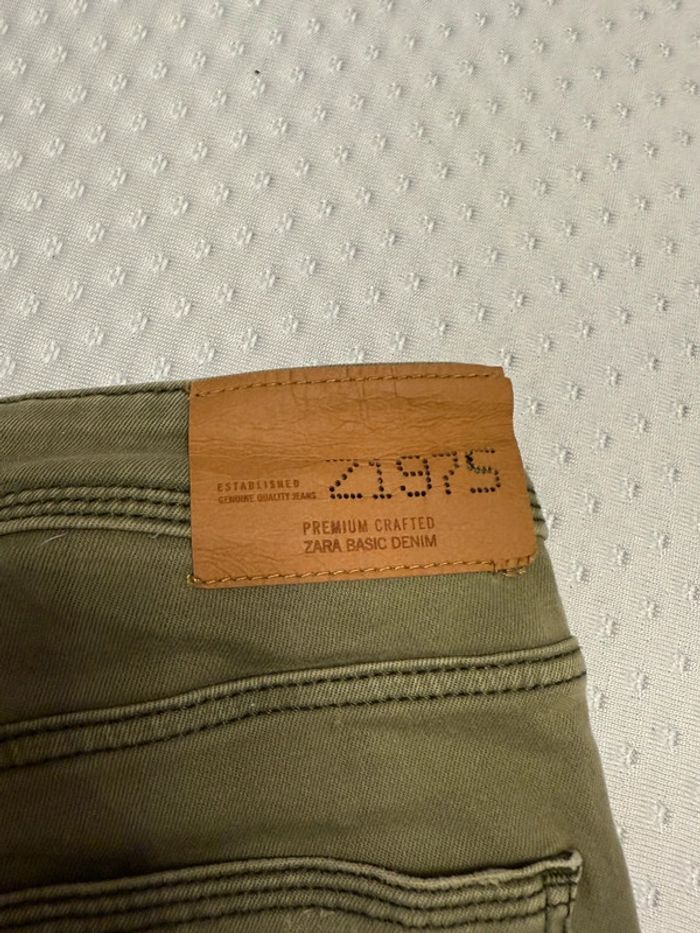 ESTABLISHED
GENUINE QUALITY JEANS
Z1975
PREMIUM CRAFTED
ZARA BASIC DENIM